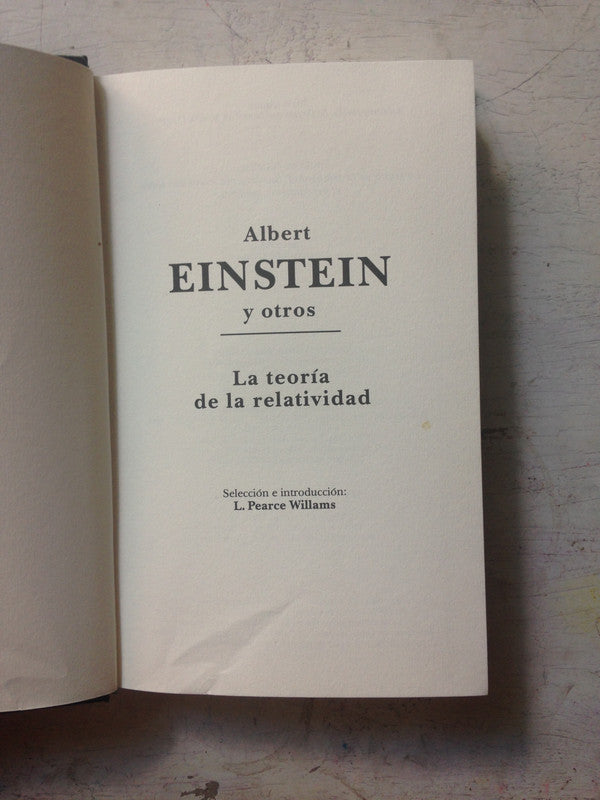 Albert
EINSTEIN
y otros
La teoría
de la relatividad
Selección e introducción:
L. Pearce Willams